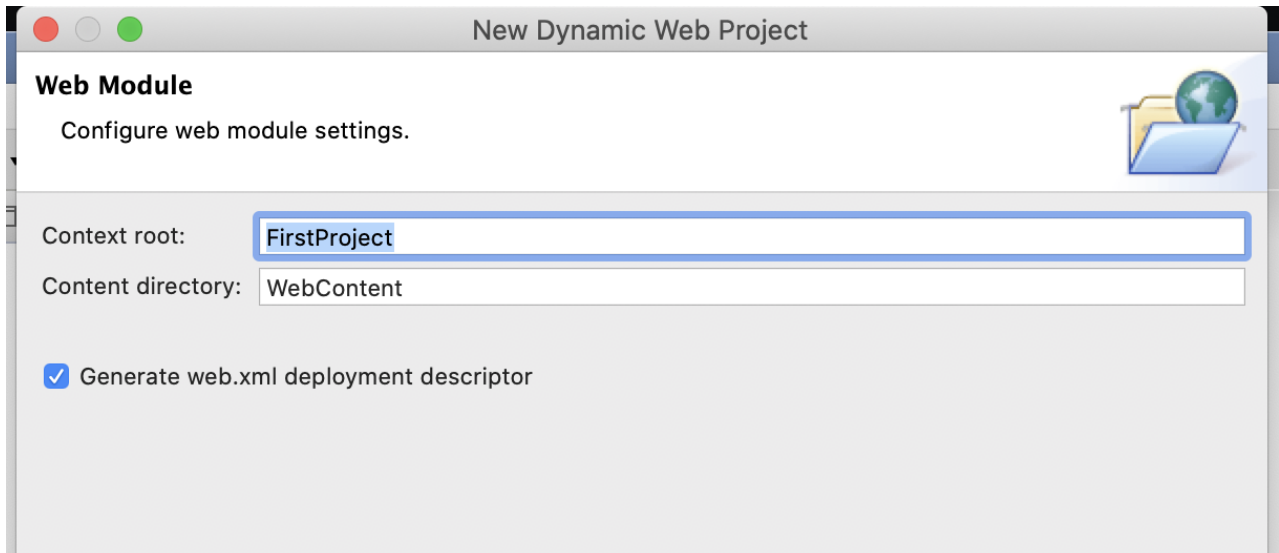 New Dynamic Web Project
Web Module
Configure web module settings.
Context root: FirstProject
Content directory: WebContent
Generate web.xml deployment descriptor